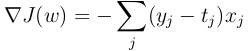 ∇J(w) = −∑_j (y_j − t_j)x_j